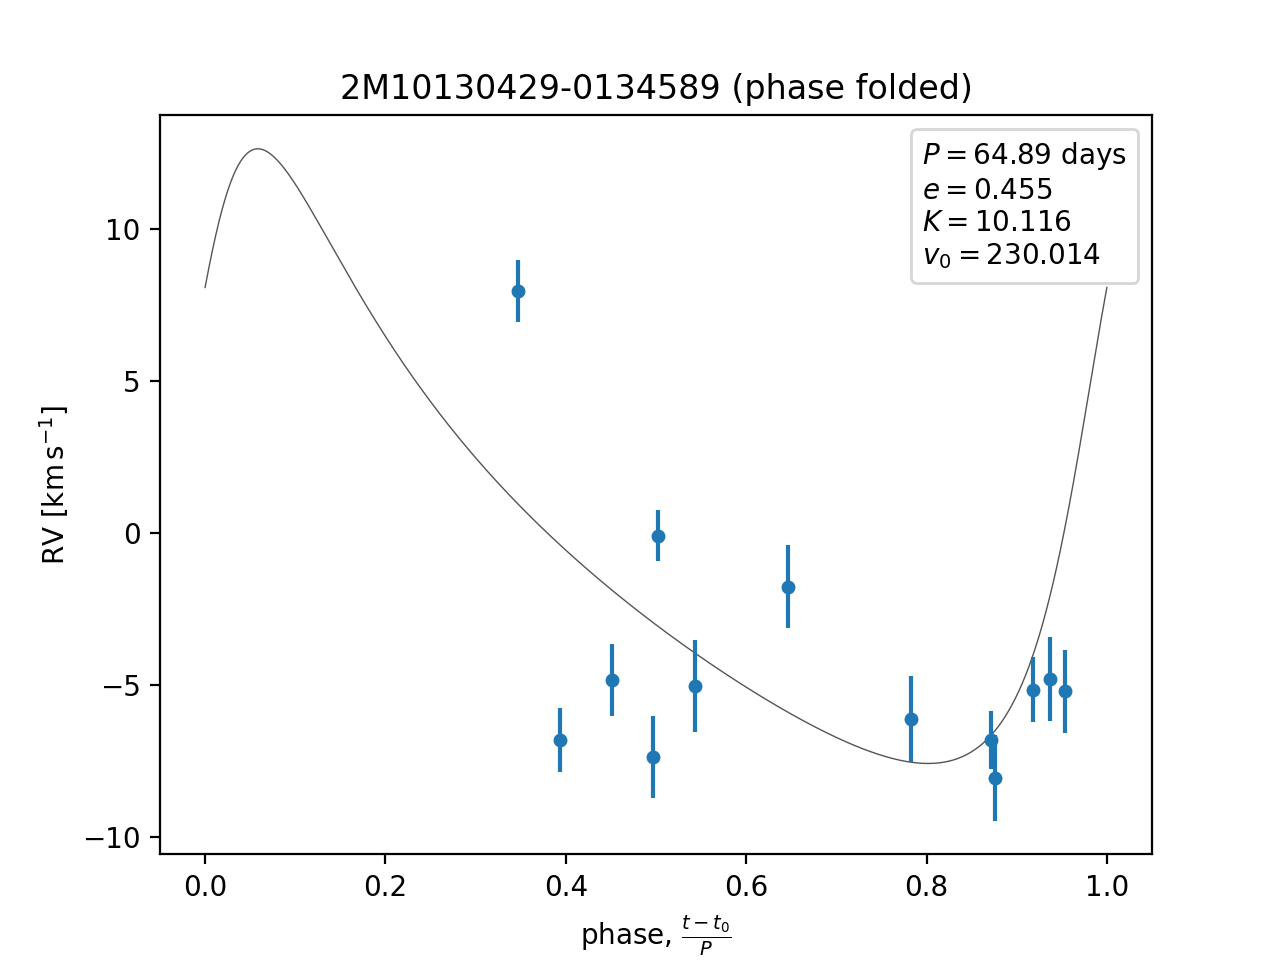 2M10130429-0134589 (phase folded)
P = 64.89 days
e = 0.455
K = 10.116
v₀ = 230.014
RV [km s⁻¹]
10
5
0
−5
−10
0.0 0.2 0.4 0.6 0.8 1.0
phase, (t − t₀)/P